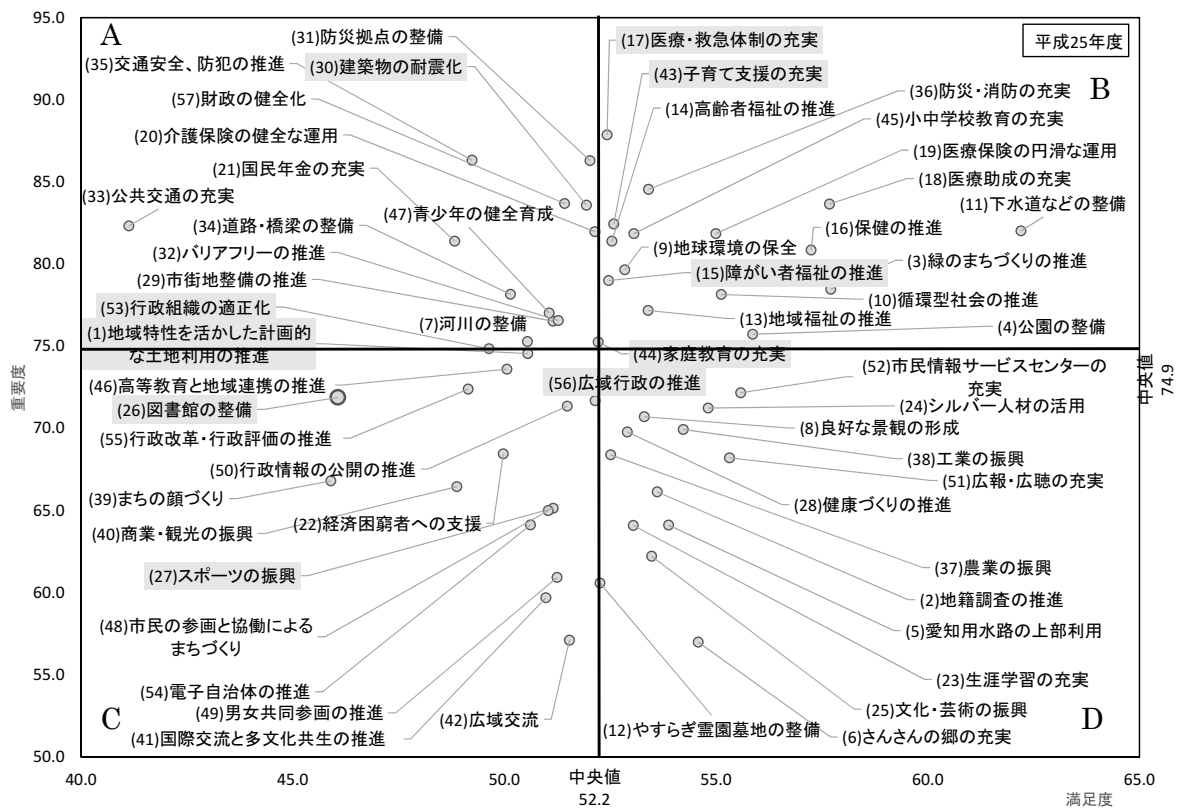 95.0
A
(31)防災拠点の整備
(17)医療・救急体制の充実
平成25年度
(35)交通安全、防犯の推進
(30)建築物の耐震化
(43)子育て支援の充実
90.0
(57)財政の健全化
(14)高齢者福祉の推進
(36)防災・消防の充実
B
(20)介護保険の健全な運用
(45)小中学校教育の充実
(21)国民年金の充実
(19)医療保険の円滑な運用
85.0
(18)医療助成の充実
(33)公共交通の充実
(47)青少年の健全育成
(11)下水道などの整備
(34)道路・橋梁の整備
(16)保健の推進
(32)バリアフリーの推進
(9)地球環境の保全
80.0
(29)市街地整備の推進
(15)障がい者福祉の推進
(3)緑のまちづくりの推進
(53)行政組織の適正化
(10)循環型社会の推進
(7)河川の整備
(13)地域福祉の推進
(1)地域特性を活かした計画的
な土地利用の推進
(4)公園の整備
75.0
(44)家庭教育の充実
中央値
74.9
重要度
(46)高等教育と地域連携の推進
(56)広域行政の推進
(52)市民情報サービスセンターの
充実
(26)図書館の整備
(24)シルバー人材の活用
70.0
(55)行政改革・行政評価の推進
(8)良好な景観の形成
(50)行政情報の公開の推進
(38)工業の振興
(39)まちの顔づくり
(51)広報・広聴の充実
65.0
(40)商業・観光の振興
(22)経済困窮者への支援
(28)健康づくりの推進
(27)スポーツの振興
(37)農業の振興
60.0
(2)地籍調査の推進
(48)市民の参画と協働による
まちづくり
(5)愛知用水路の上部利用
55.0
(54)電子自治体の推進
(23)生涯学習の充実
(49)男女共同参画の推進
(42)広域交流
(25)文化・芸術の振興
C
D
(41)国際交流と多文化共生の推進
(12)やすらぎ霊園墓地の整備
(6)さんさんの郷の充実
50.0
40.0
45.0
50.0
中央値
52.2
55.0
60.0
65.0
満足度